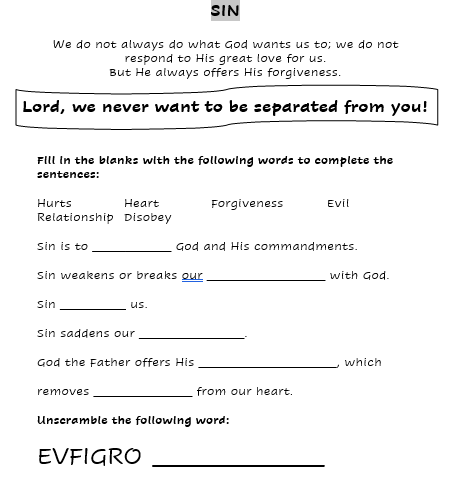 SIN
We do not always do what God wants us to; we do not
respond to His great love for us.
But He always offers His forgiveness.
Lord, we never want to be separated from you!
Fill in the blanks with the following words to complete the
sentences:
Hurts Heart Forgiveness Evil
Relationship Disobey
Sin is to ____________ God and His commandments.
Sin weakens or breaks our __________________ with God.
Sin __________ us.
Sin saddens our ________________.
God the Father offers His _____________________, which
removes _______________ from our heart.
Unscramble the following word:
EVFIGRO _______________